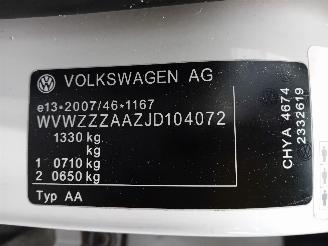 VOLKSWAGEN AG
e13*2007/46*1167
WVWZZZAAZJD104072
1330 kg
kg
1 0710 kg
2 0650 kg
Typ AA
CHYA 4674
2332619